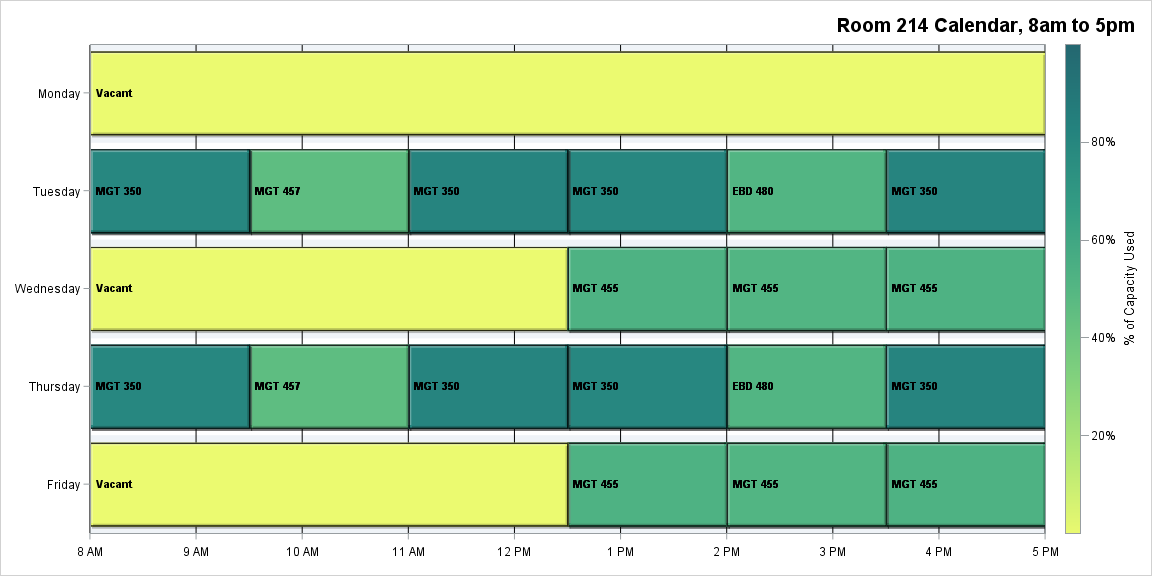 Room 214 Calendar, 8am to 5pm
Monday
Vacant
Tuesday
MGT 350
MGT 457
MGT 350
MGT 350
EBD 480
MGT 350
Wednesday
Vacant
MGT 455
MGT 455
MGT 455
Thursday
MGT 350
MGT 457
MGT 350
MGT 350
EBD 480
MGT 350
Friday
Vacant
MGT 455
MGT 455
MGT 455
8 AM
9 AM
10 AM
11 AM
12 PM
1 PM
2 PM
3 PM
4 PM
5 PM
80%
60%
40%
20%
% of Capacity Used